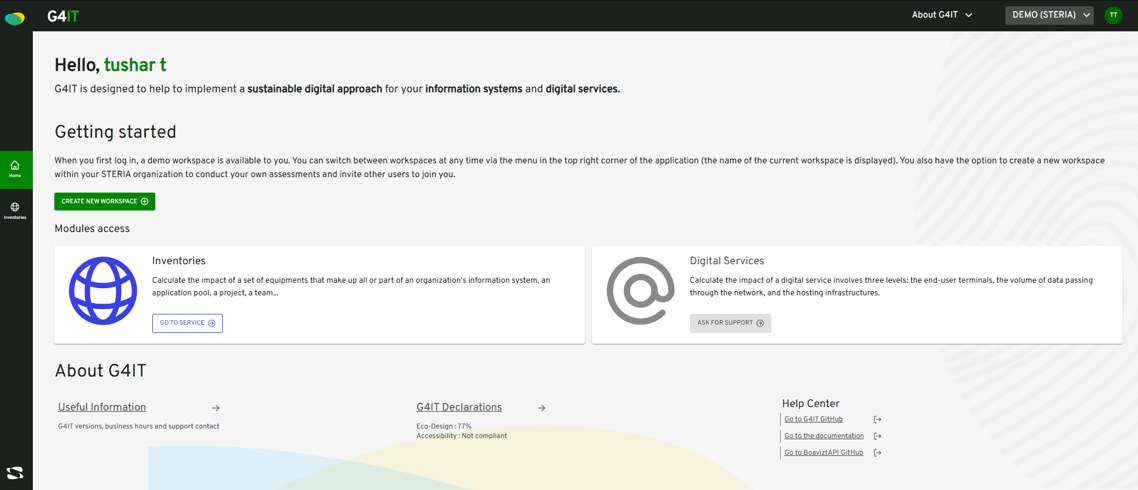 G4IT
About G4IT
DEMO (STERIA)
TT
Home
Inventories
Hello, tushar t
G4IT is designed to help to implement a sustainable digital approach for your information systems and digital services.
Getting started
When you first log in, a demo workspace is available to you. You can switch between workspaces at any time via the menu in the top right corner of the application (the name of the current workspace is displayed). You also have the option to create a new workspace
within your STERIA organization to conduct your own assessments and invite other users to join you.
CREATE NEW WORKSPACE
Modules access
Inventories
Calculate the impact of a set of equipments that make up all or part of an organization's information system, an
application pool, a project, a team...
GO TO SERVICE
Digital Services
Calculate the impact of a digital service involves three levels: the end-user terminals, the volume of data passing
through the network, and the hosting infrastructures.
ASK FOR SUPPORT
About G4IT
Useful Information
G4IT versions, business hours and support contact
G4IT Declarations
Eco-Design : 77%
Accessibility : Not compliant
Help Center
Go to G4IT GitHub
Go to the documentation
Go to BoaviztAPI GitHub